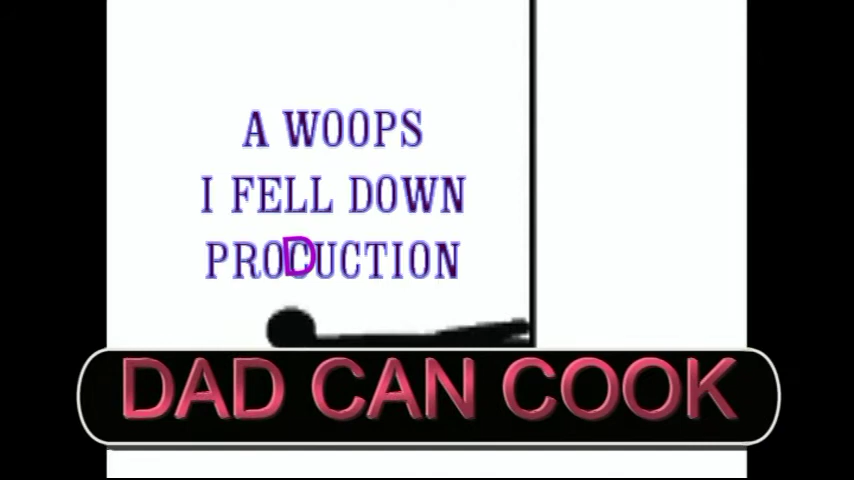 A WOOPS
I FELL DOWN
PRODUCTION
DAD CAN COOK